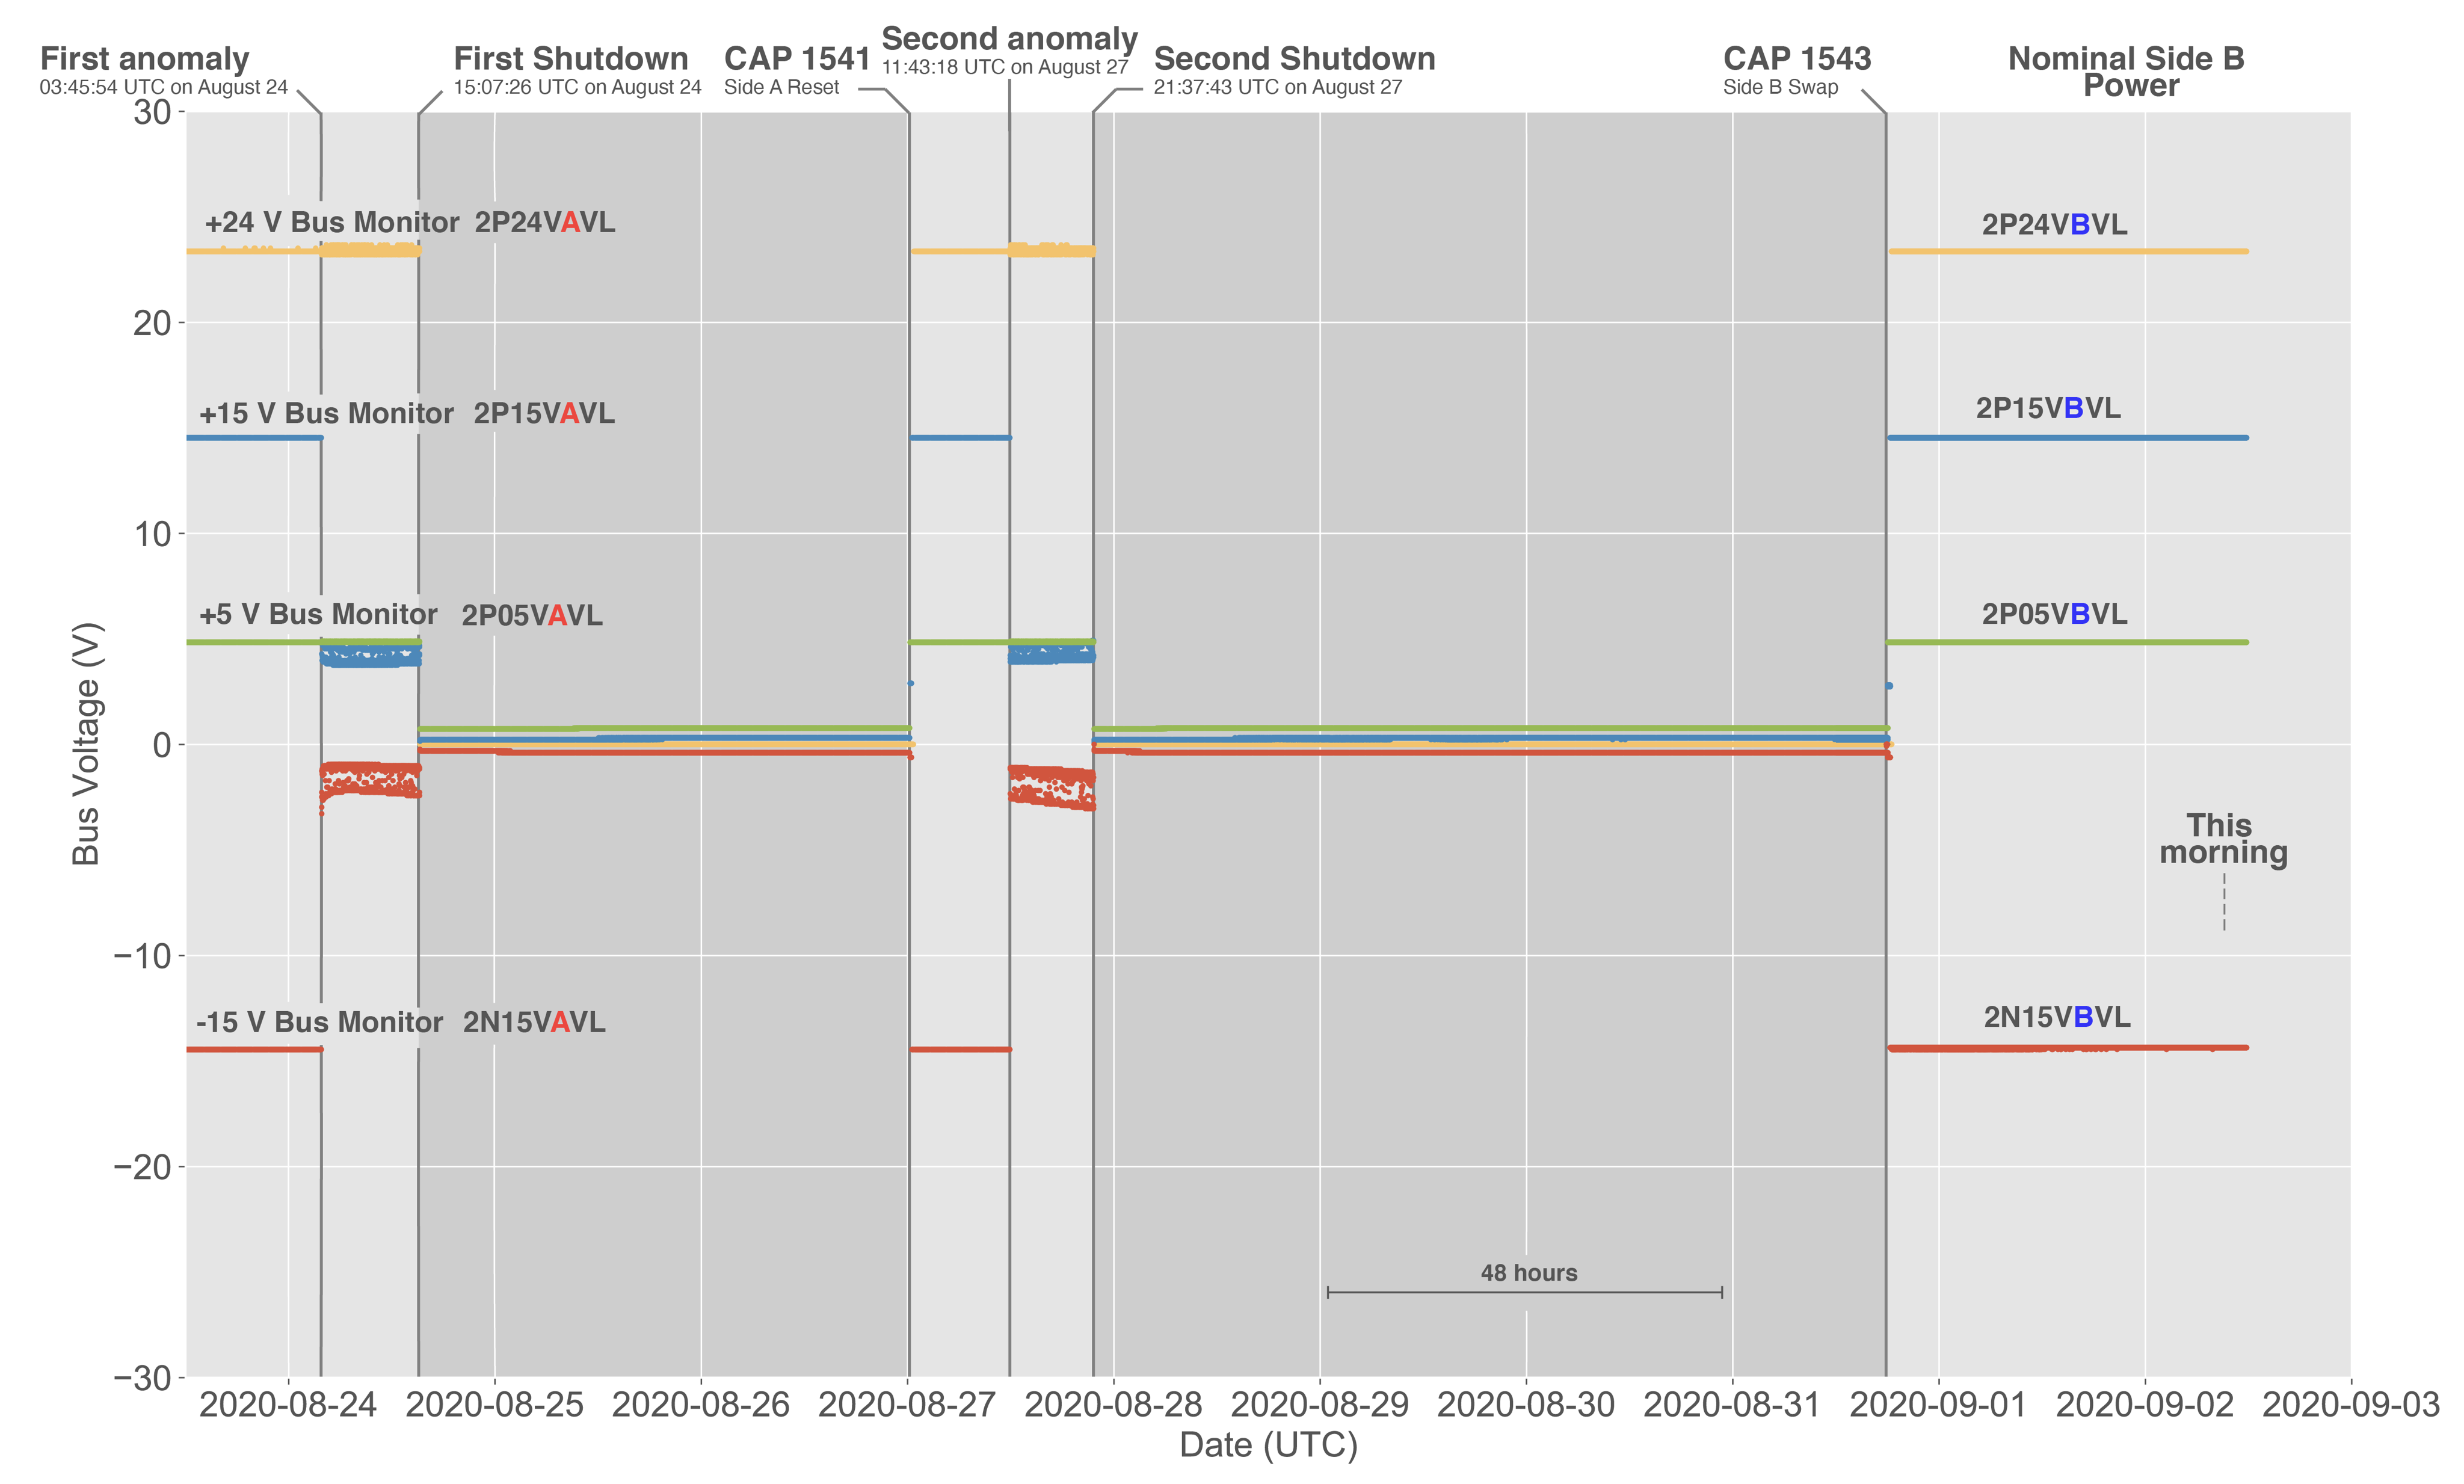 First anomaly
03:45:54 UTC on August 24
First Shutdown
15:07:26 UTC on August 24
CAP 1541
Side A Reset
Second anomaly
11:43:18 UTC on August 27
Second Shutdown
21:37:43 UTC on August 27
CAP 1543
Side B Swap
Nominal Side B
Power
30
20
10
0
−10
−20
−30
Bus Voltage (V)
+24 V Bus Monitor 2P24VAVL
2P24VBVL
+15 V Bus Monitor 2P15VAVL
2P15VBVL
+5 V Bus Monitor 2P05VAVL
2P05VBVL
This
morning
-15 V Bus Monitor 2N15VAVL
2N15VBVL
48 hours
2020-08-24
2020-08-25
2020-08-26
2020-08-27
2020-08-28
2020-08-29
2020-08-30
2020-08-31
2020-09-01
2020-09-02
2020-09-03
Date (UTC)